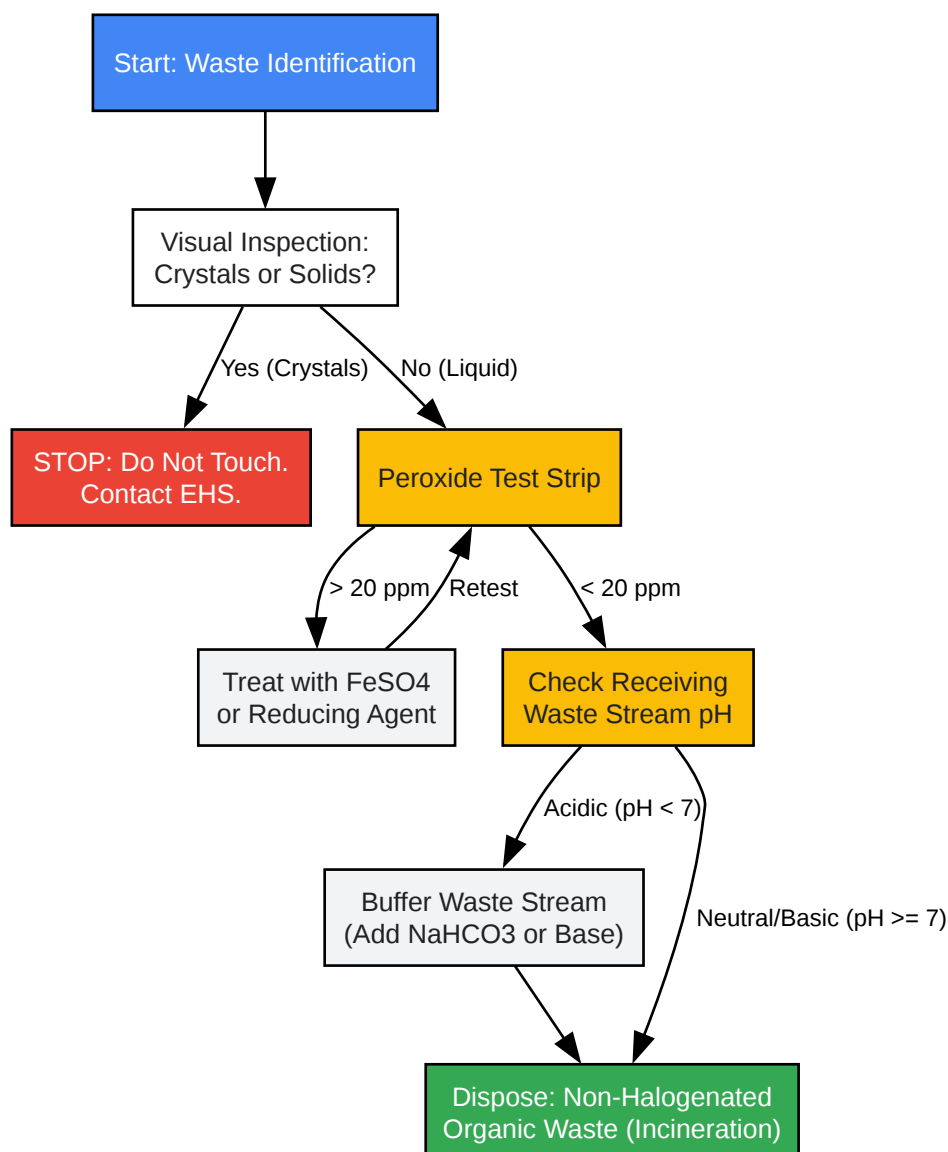 Start: Waste Identification
Visual Inspection:
Crystals or Solids?
Yes (Crystals)
No (Liquid)
STOP: Do Not Touch.
Contact EHS.
Peroxide Test Strip
> 20 ppm
Retest
< 20 ppm
Treat with FeSO4
or Reducing Agent
Check Receiving
Waste Stream pH
Acidic (pH < 7)
Buffer Waste Stream
(Add NaHCO3 or Base)
Neutral/Basic (pH >= 7)
Dispose: Non-Halogenated
Organic Waste (Incineration)